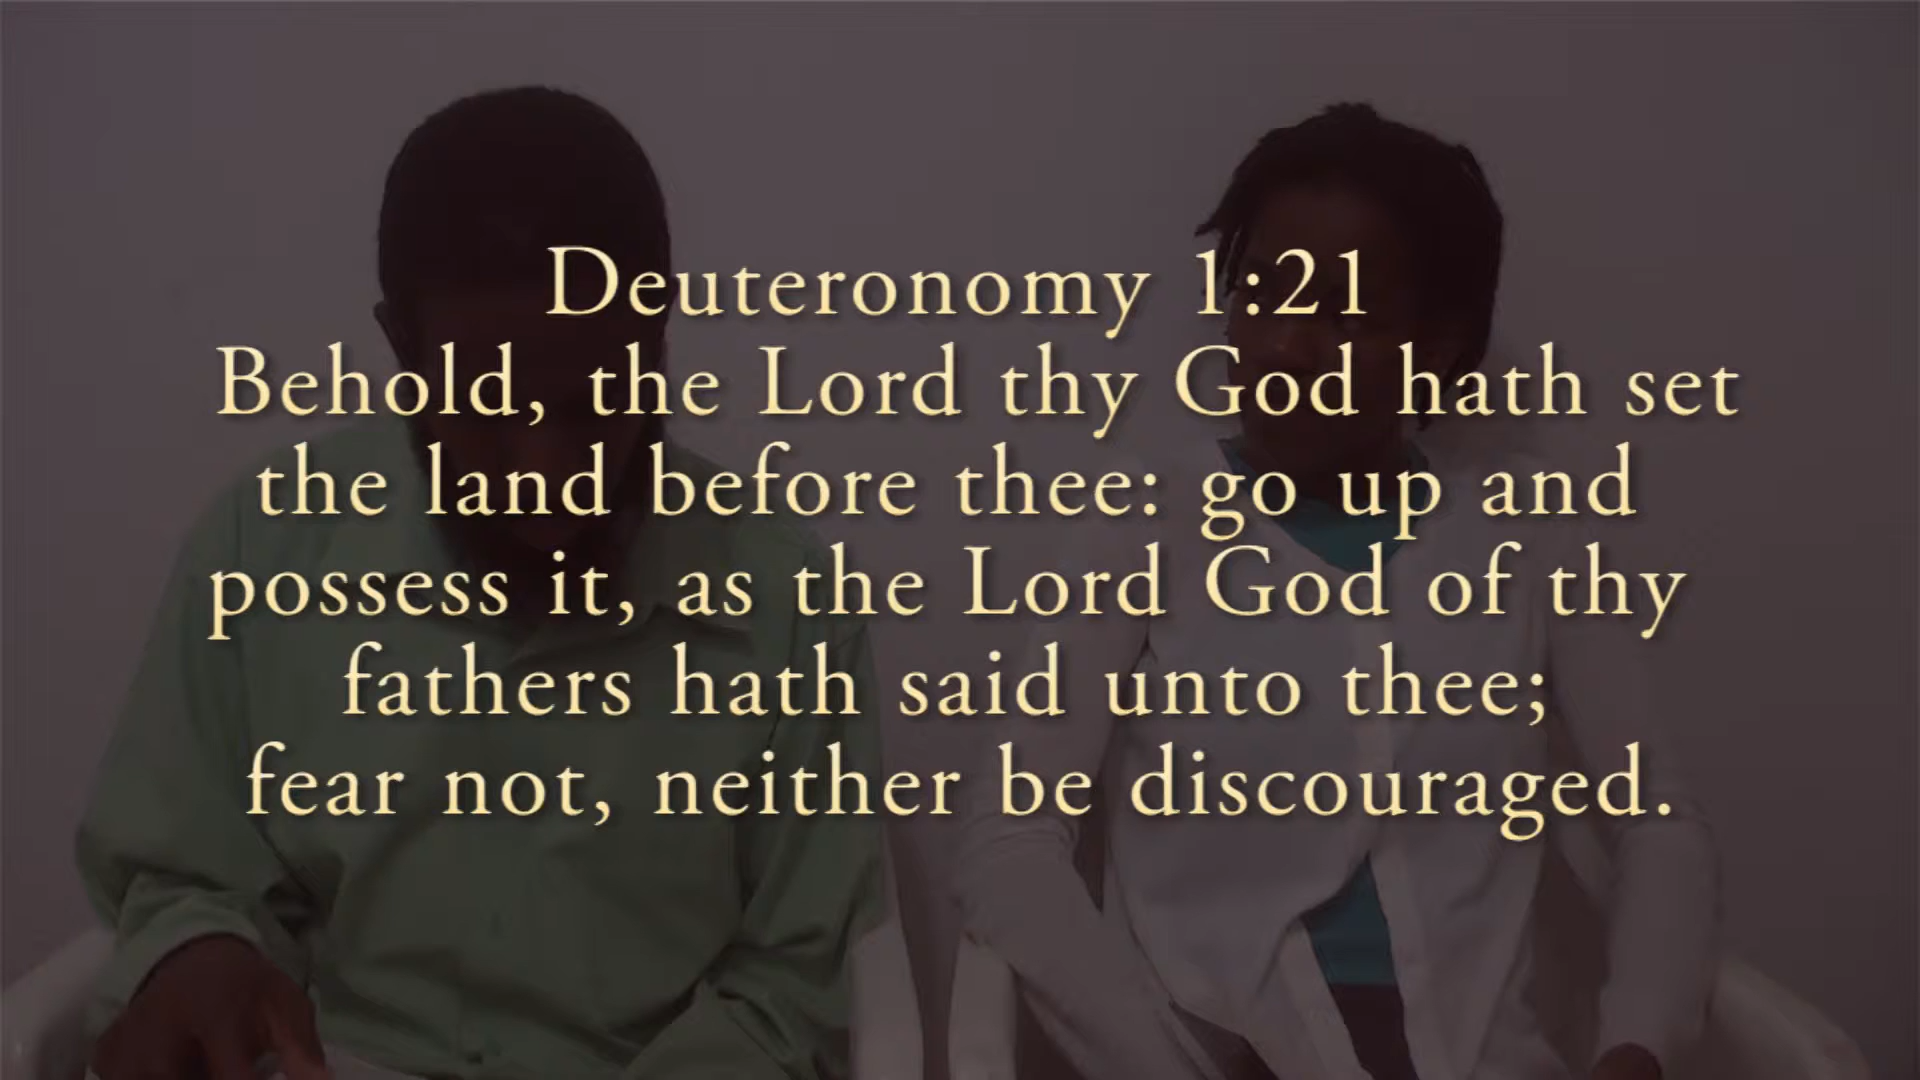 Deuteronomy 1:21
Behold, the Lord thy God hath set
the land before thee: go up and
possess it, as the Lord God of thy
fathers hath said unto thee;
fear not, neither be discouraged.